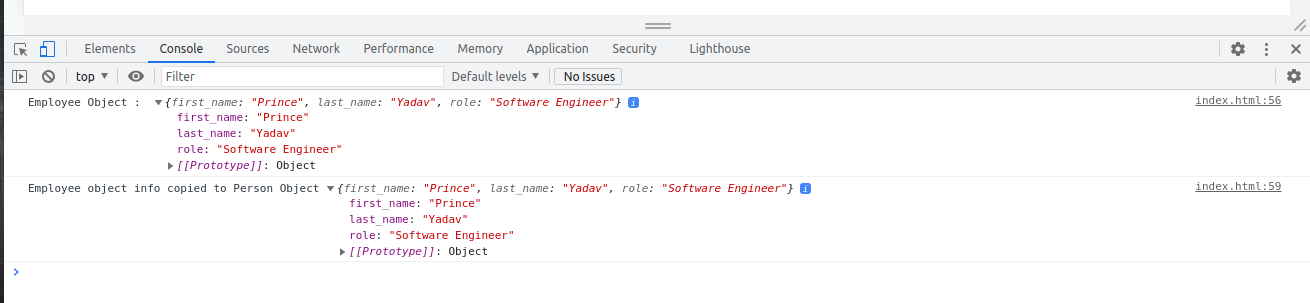 Elements Console Sources Network Performance Memory Application Security Lighthouse
top Filter Default levels No Issues
Employee Object : {first_name: "Prince", last_name: "Yadav", role: "Software Engineer"} i index.html:56
first_name: "Prince"
last_name: "Yadav"
role: "Software Engineer"
[[Prototype]]: Object
Employee object info copied to Person Object {first_name: "Prince", last_name: "Yadav", role: "Software Engineer"} i index.html:59
first_name: "Prince"
last_name: "Yadav"
role: "Software Engineer"
[[Prototype]]: Object